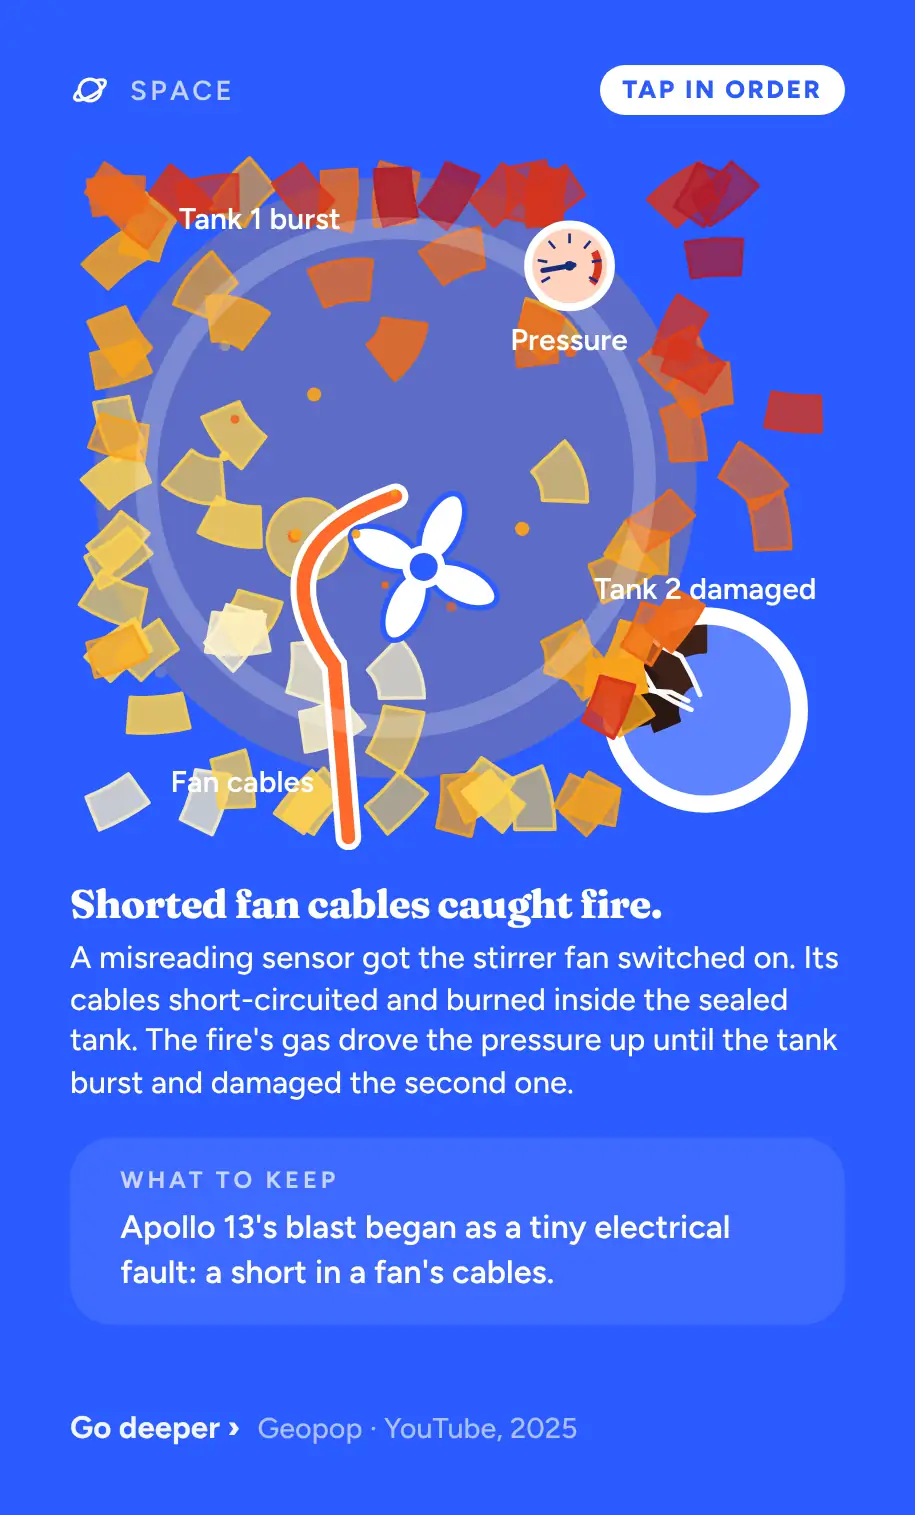 SPACE
TAP IN ORDER
Tank 1 burst
Pressure
Tank 2 damaged
Fan cables
Shorted fan cables caught fire.
A misreading sensor got the stirrer fan switched on. Its
cables short-circuited and burned inside the sealed
tank. The fire's gas drove the pressure up until the tank
burst and damaged the second one.
WHAT TO KEEP
Apollo 13's blast began as a tiny electrical
fault: a short in a fan's cables.
Go deeper › Geopop · YouTube, 2025